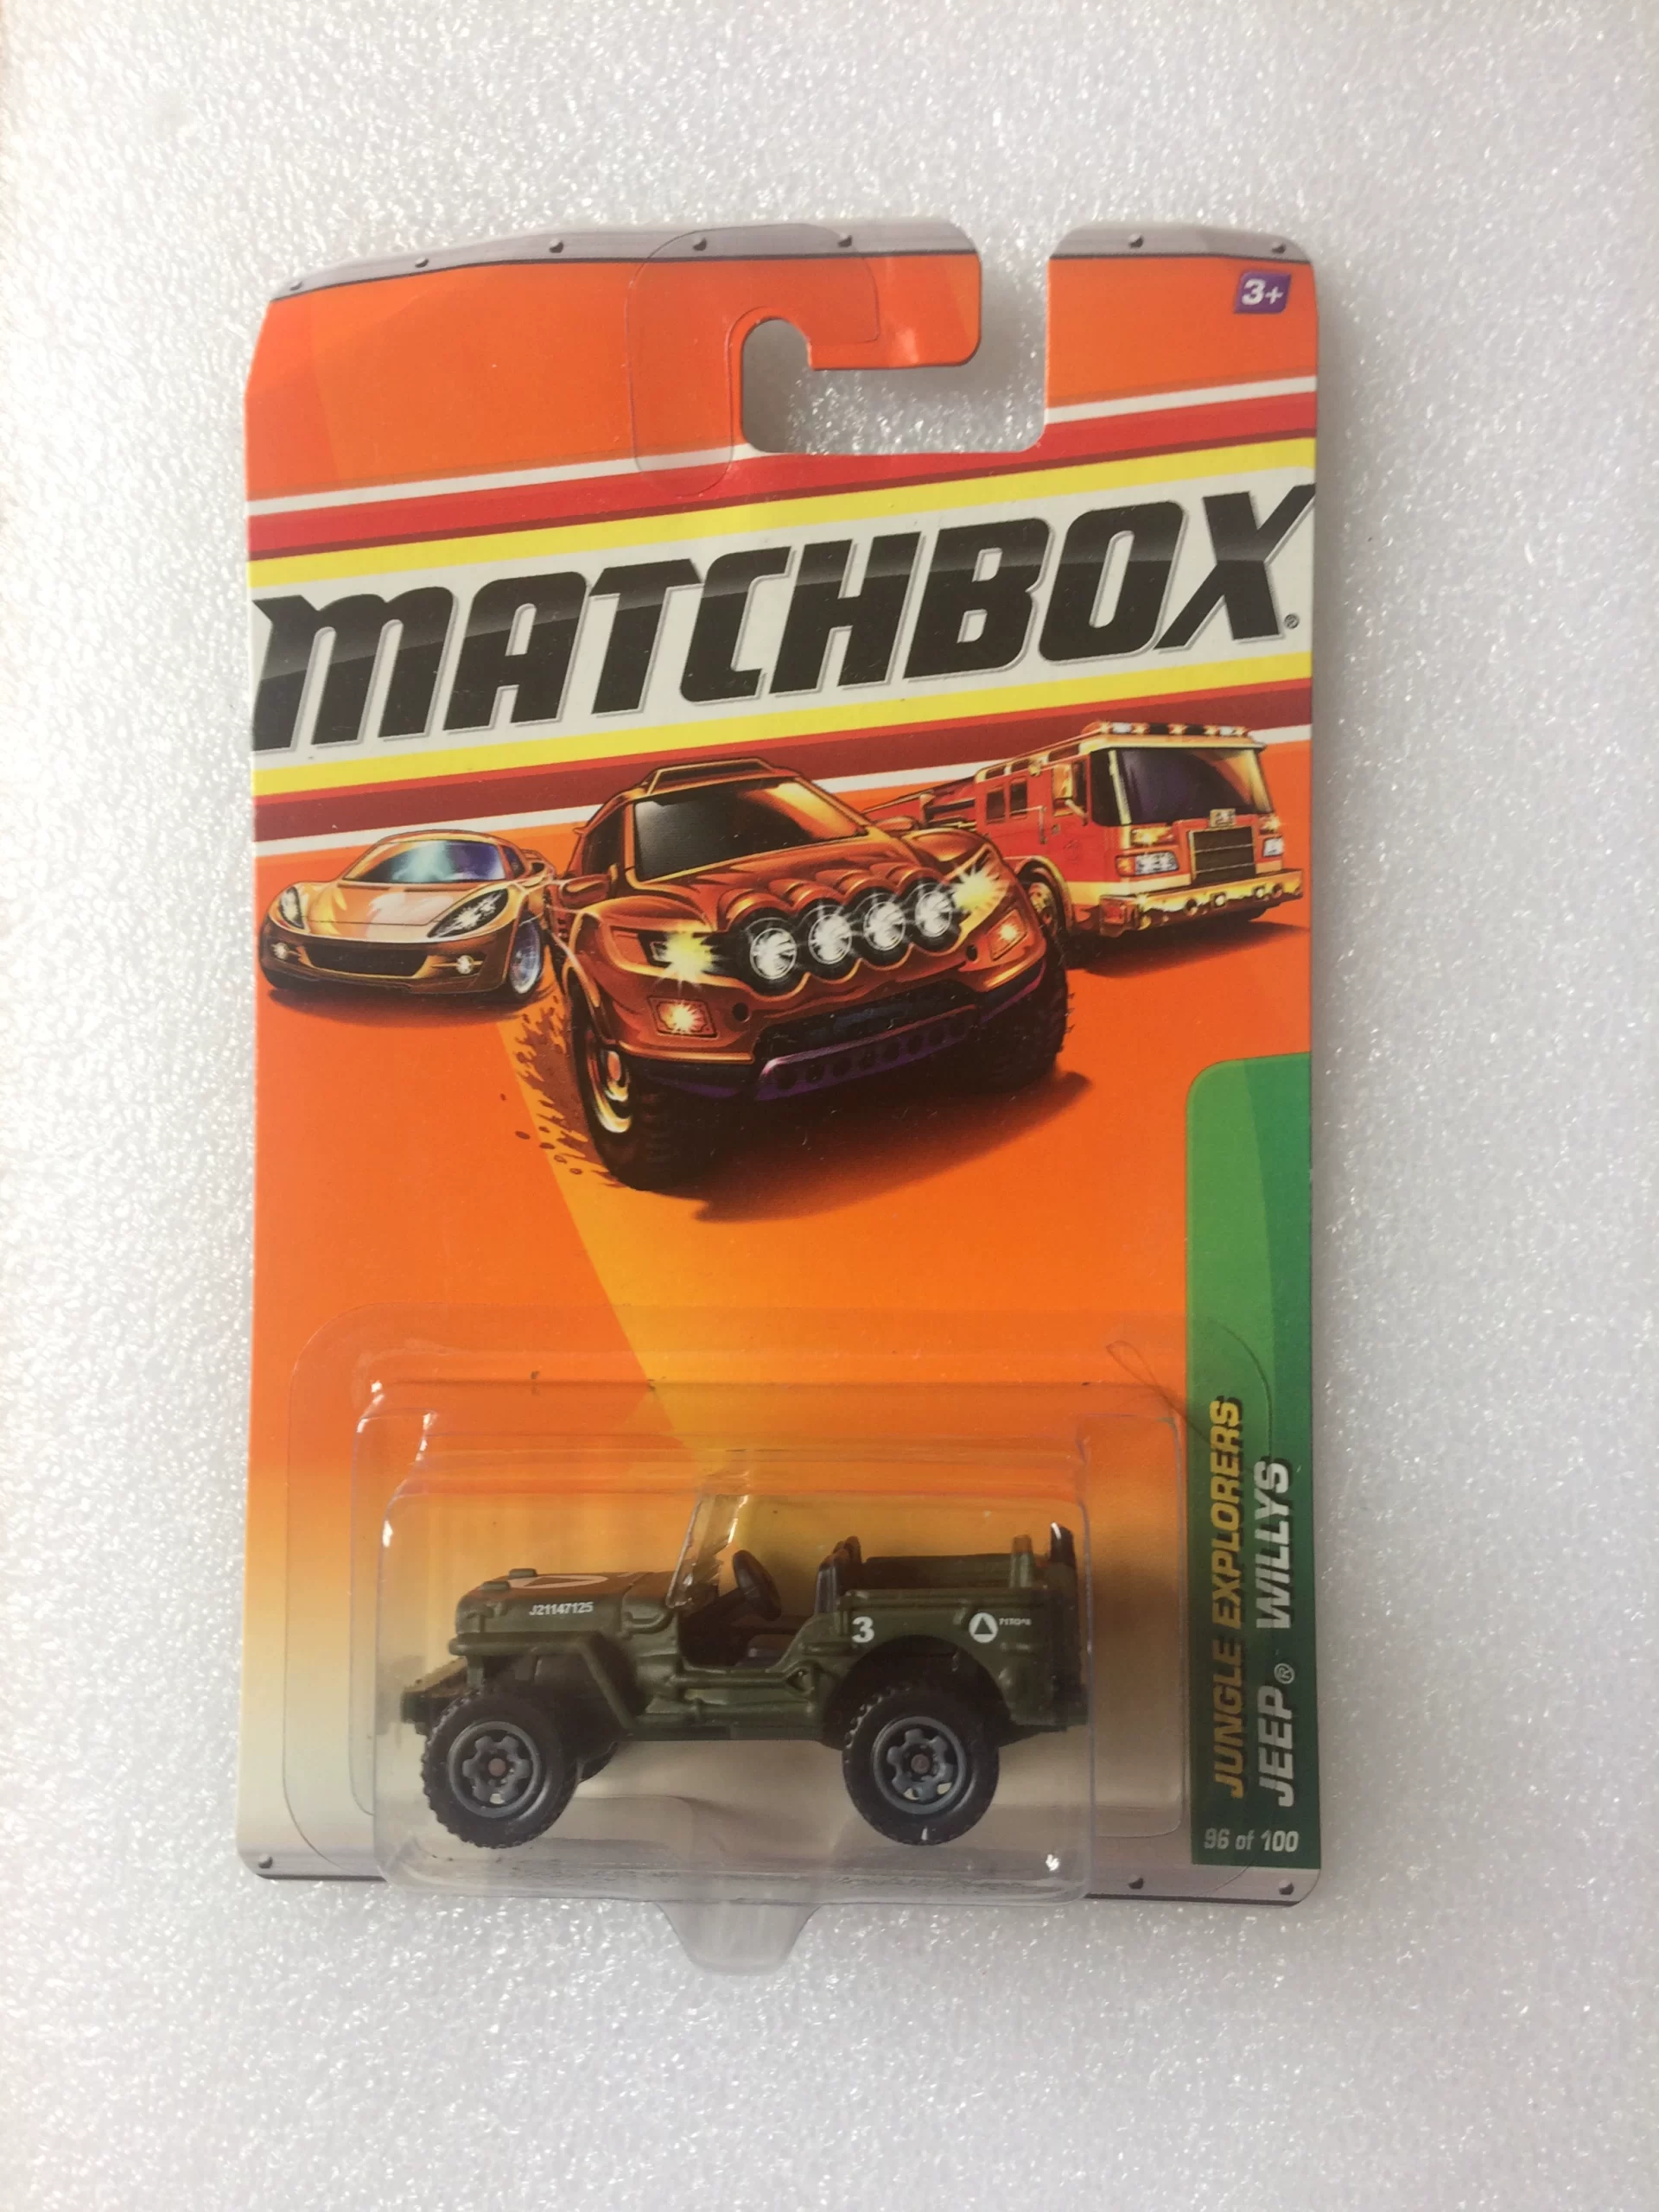 3+
MATCHBOX®
JUNGLE EXPLORERS
JEEP® WILLYS
J21147125
3
96 of 100